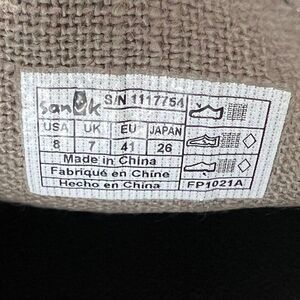 sanuk S/N 1117754
USA UK EU JAPAN
8 7 41 26
Made in China
Fabriqué en Chine
Hecho en China FP1021A